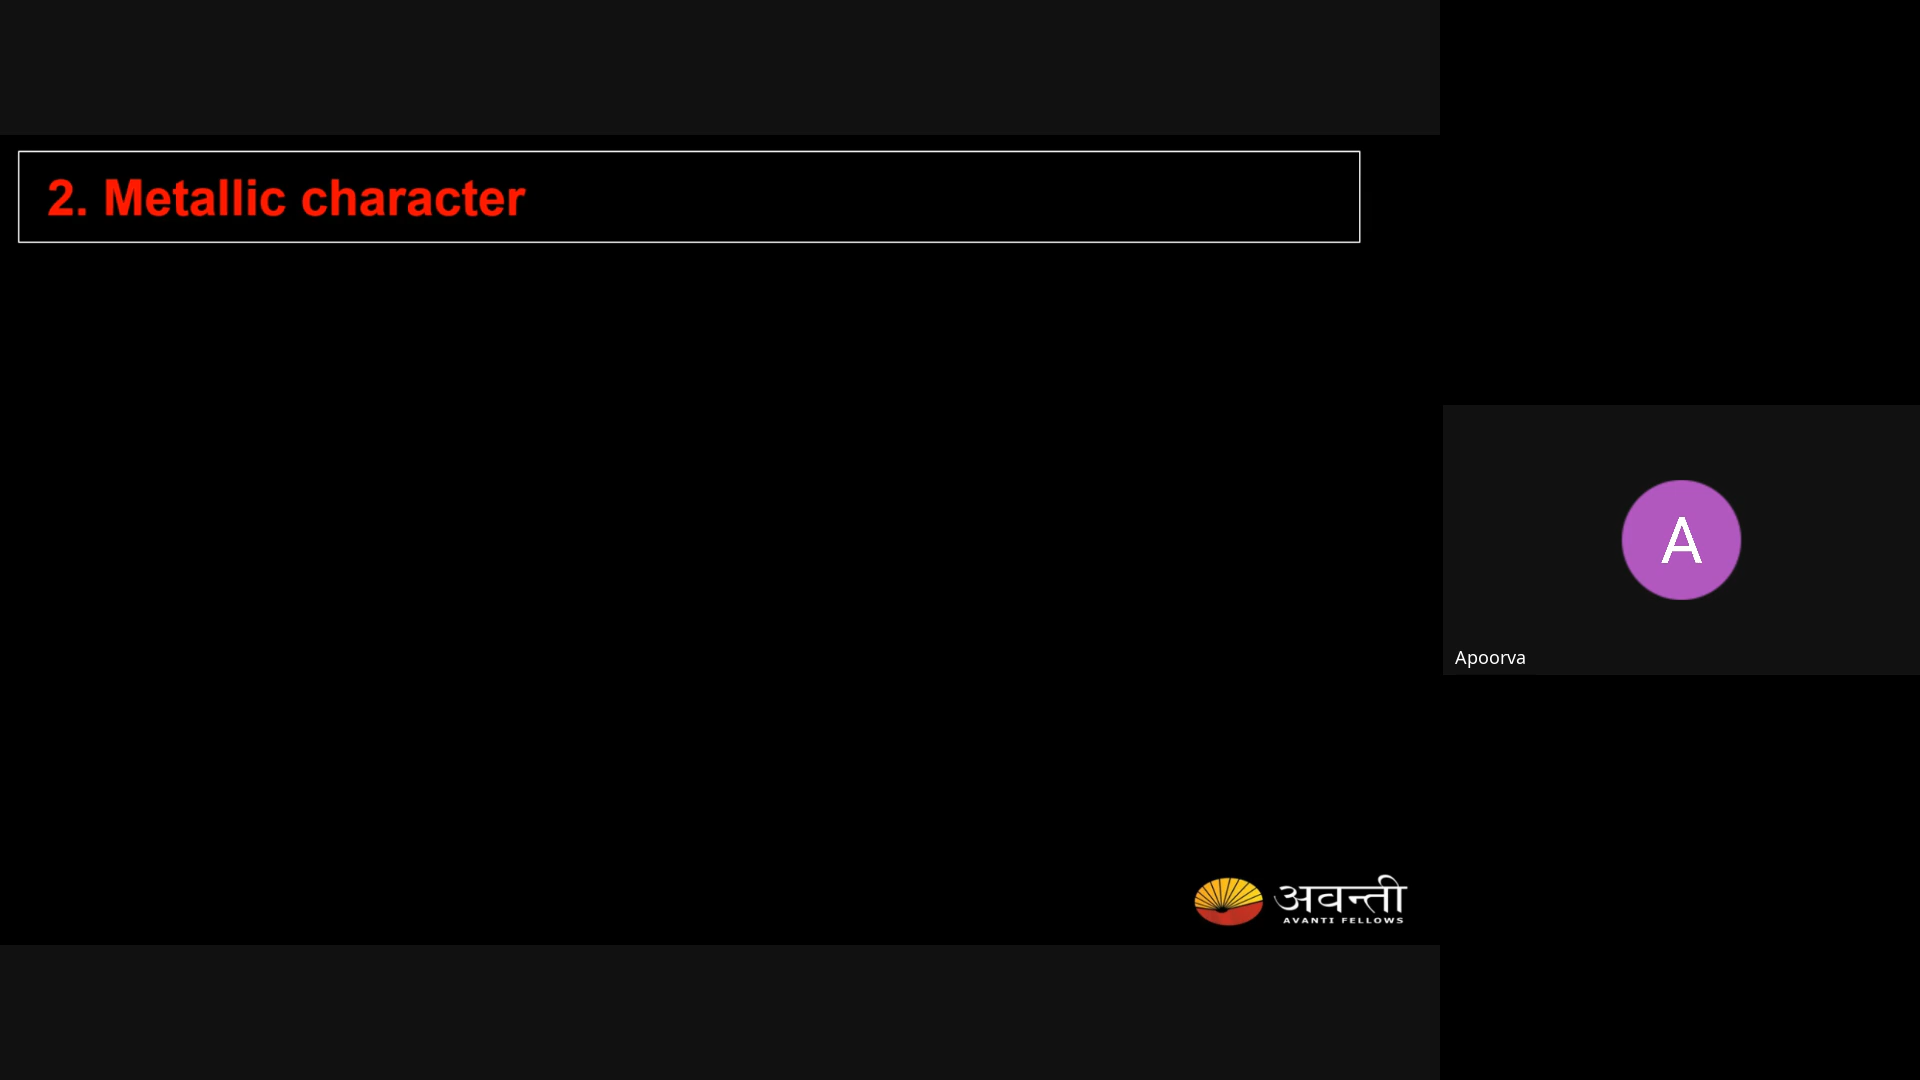 2. Metallic character
A
Apoorva
अवन्ती
AVANTI FELLOWS